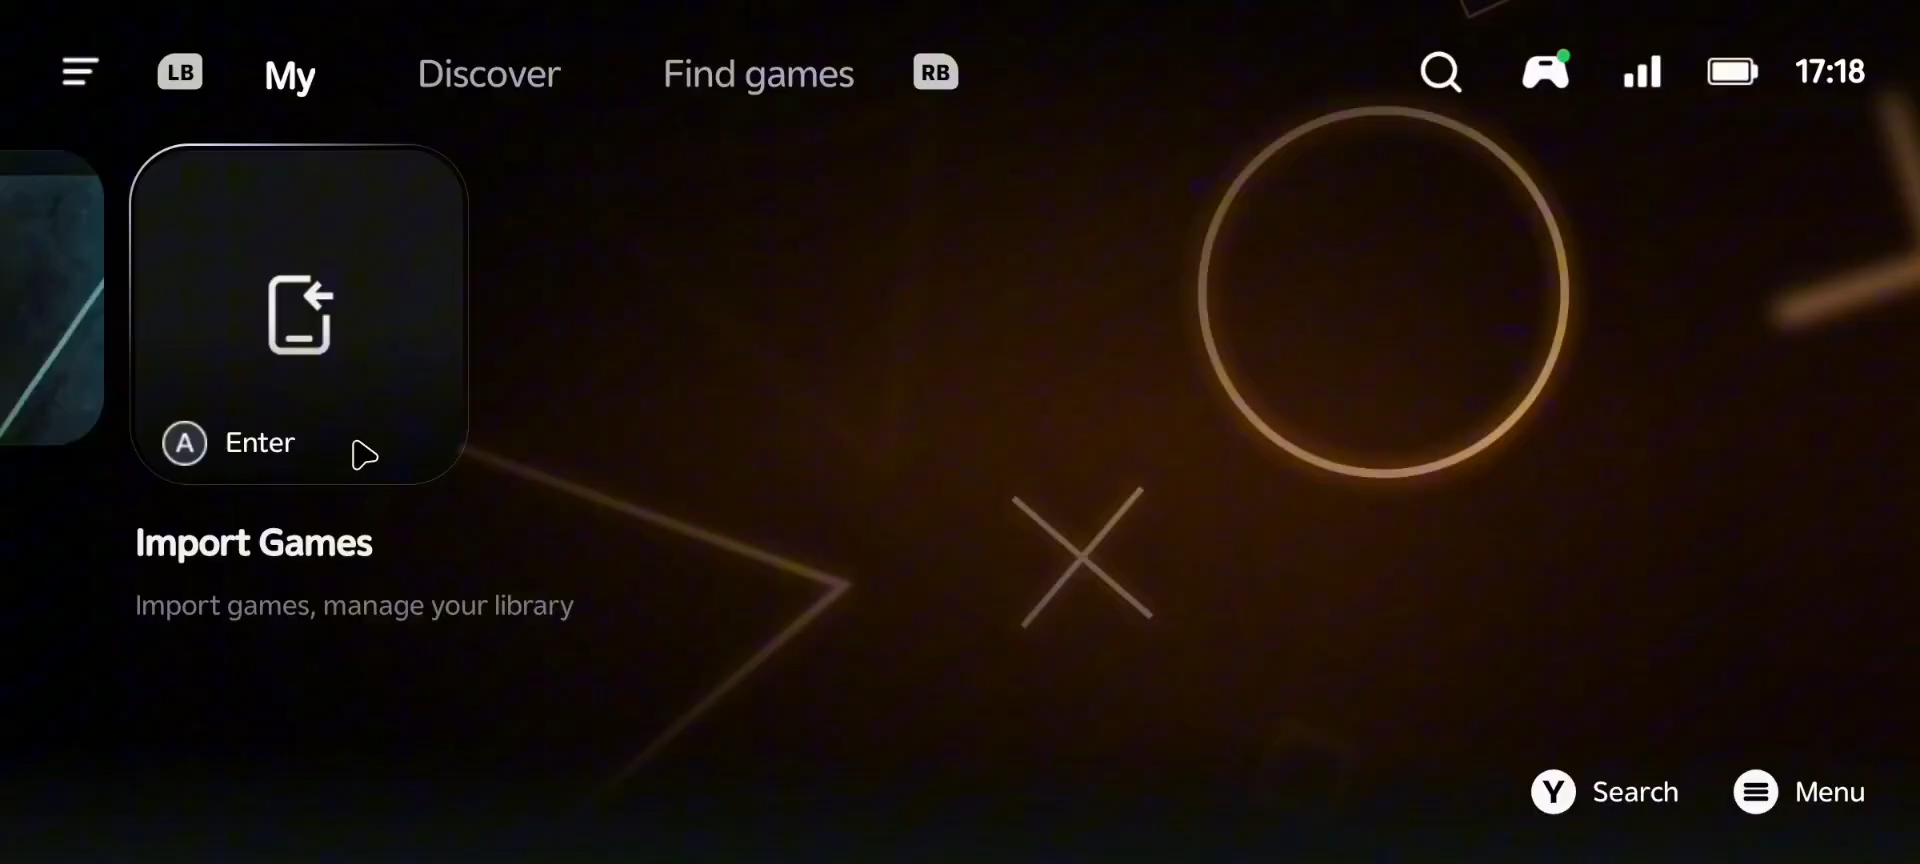 LB My Discover Find games RB 17:18
A Enter
Import Games
Import games, manage your library
Y Search Menu